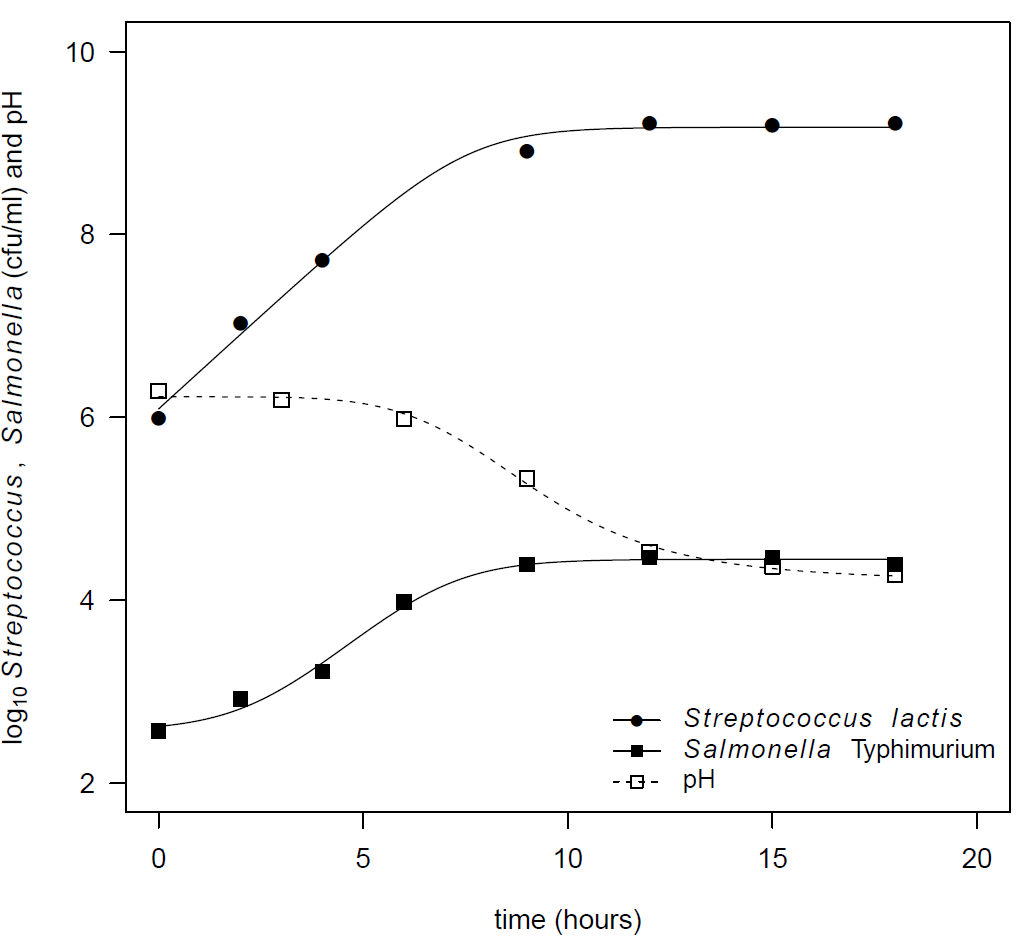 log10 Streptococcus, Salmonella (cfu/ml) and pH
10
8
6
4
2
Streptococcus lactis
Salmonella Typhimurium
pH
0 5 10 15 20
time (hours)